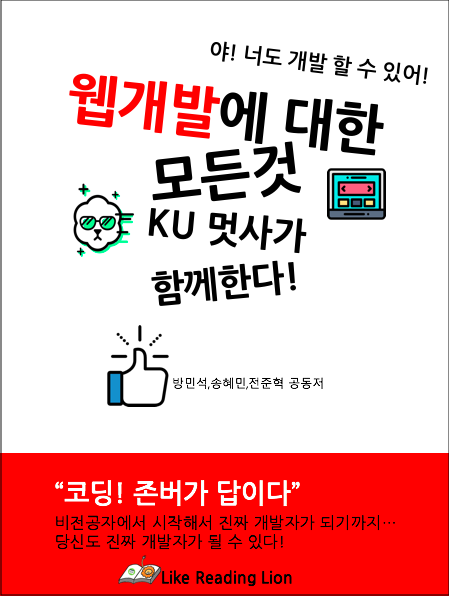 야! 너도 개발 할 수 있어!
웹개발에 대한
모든것
KU 멋사가
함께한다!
방민석,송혜민,전준혁 공동저
“코딩! 존버가 답이다”
비전공자에서 시작해서 진짜 개발자가 되기까지…
당신도 진짜 개발자가 될 수 있다!
Like Reading Lion